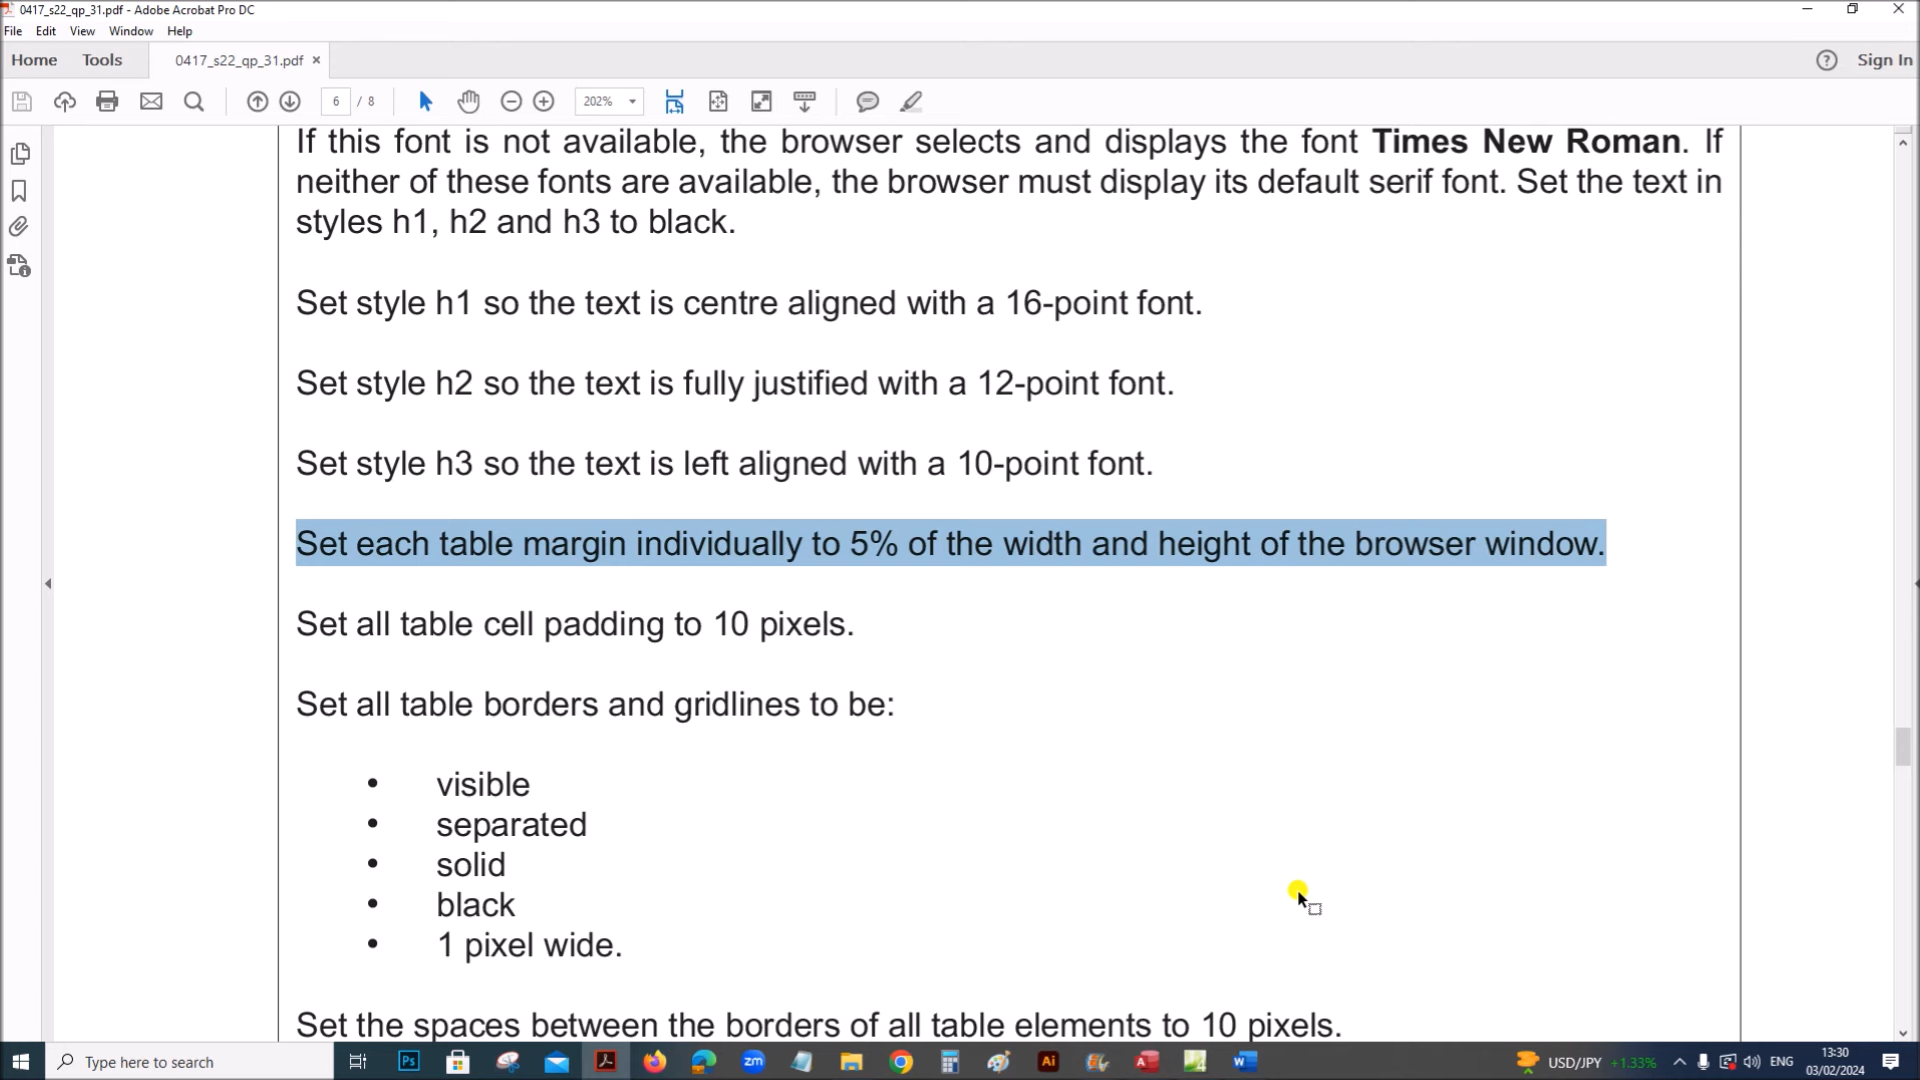 0417_s22_qp_31.pdf - Adobe Acrobat Pro DC
File Edit View Window Help
Home Tools 0417_s22_qp_31.pdf × Sign In
6 / 8 202%
If this font is not available, the browser selects and displays the font Times New Roman. If
neither of these fonts are available, the browser must display its default serif font. Set the text in
styles h1, h2 and h3 to black.
Set style h1 so the text is centre aligned with a 16-point font.
Set style h2 so the text is fully justified with a 12-point font.
Set style h3 so the text is left aligned with a 10-point font.
Set each table margin individually to 5% of the width and height of the browser window.
Set all table cell padding to 10 pixels.
Set all table borders and gridlines to be:
• visible
• separated
• solid
• black
• 1 pixel wide.
Set the spaces between the borders of all table elements to 10 pixels.
Type here to search Ps zm Ai A W USD/JPY +1.33% ENG 13:30
03/02/2024